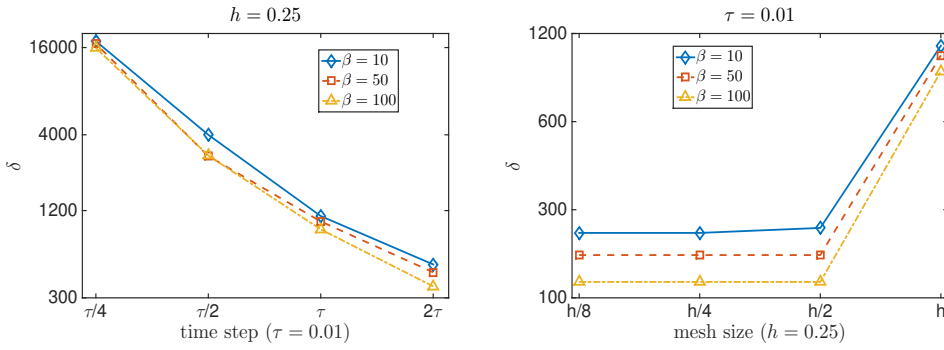 h = 0.25
16000
4000
1200
300
δ
β = 10
β = 50
β = 100
τ/4
τ/2
τ
2τ
time step (τ = 0.01)
τ = 0.01
1200
600
300
100
δ
β = 10
β = 50
β = 100
h/8
h/4
h/2
h
mesh size (h = 0.25)